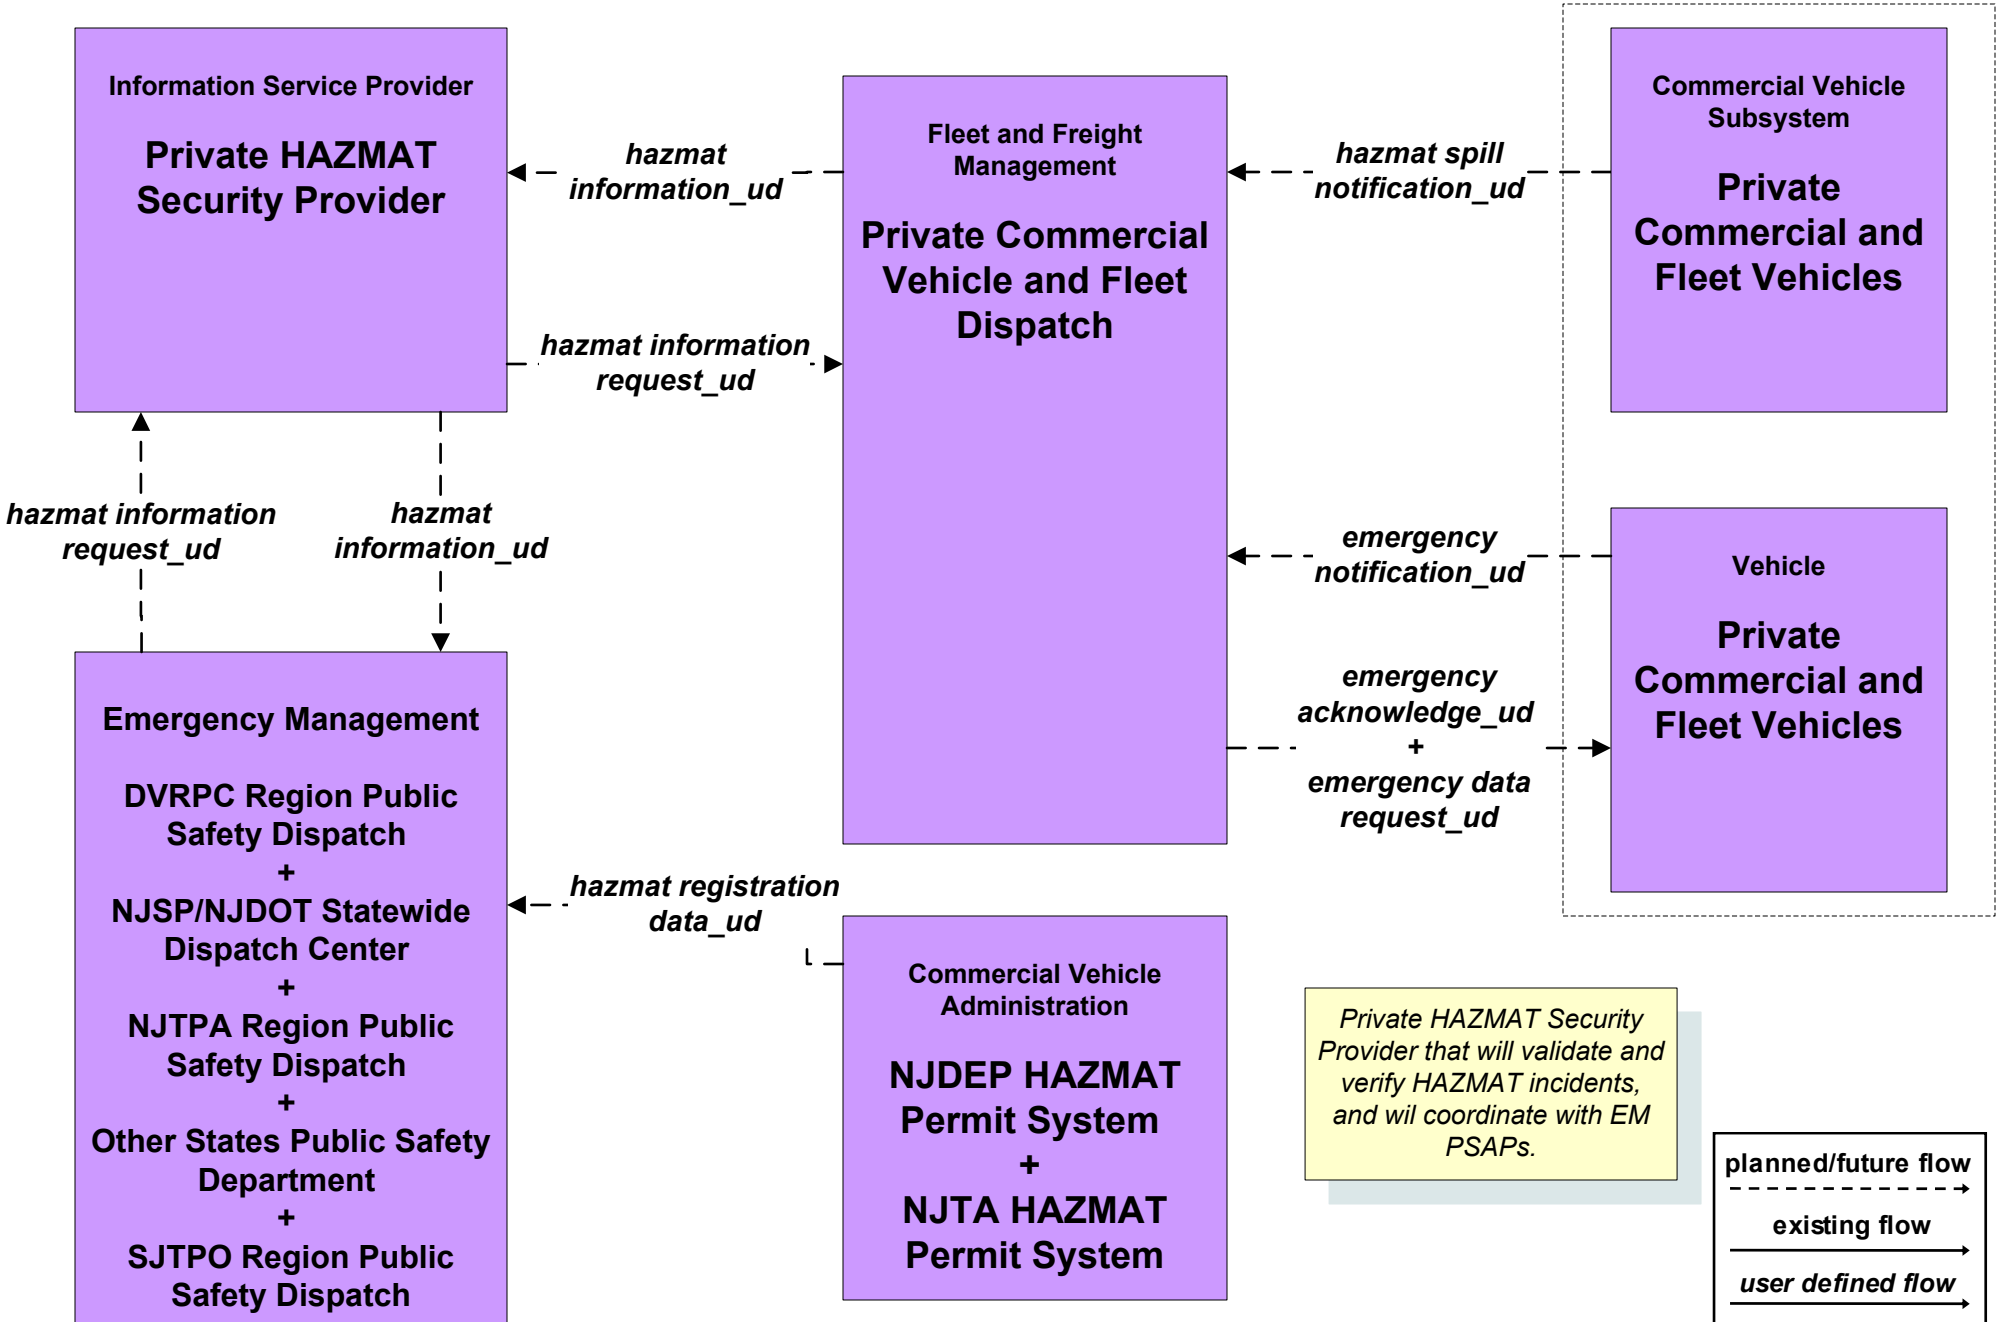 Information Service Provider
Private HAZMAT
Security Provider
hazmat
information_ud
hazmat information
request_ud
Fleet and Freight
Management
Private Commercial
Vehicle and Fleet
Dispatch
hazmat spill
notification_ud
Commercial Vehicle
Subsystem
Private
Commercial and
Fleet Vehicles
hazmat information
request_ud
hazmat
information_ud
emergency
notification_ud
emergency
acknowledge_ud
+
emergency data
request_ud
Vehicle
Private
Commercial and
Fleet Vehicles
Emergency Management
DVRPC Region Public
Safety Dispatch
+
NJSP/NJDOT Statewide
Dispatch Center
+
NJTPA Region Public
Safety Dispatch
+
Other States Public Safety
Department
+
SJTPO Region Public
Safety Dispatch
hazmat registration
data_ud
Commercial Vehicle
Administration
NJDEP HAZMAT
Permit System
+
NJTA HAZMAT
Permit System
Private HAZMAT Security
Provider that will validate and
verify HAZMAT incidents,
and wil coordinate with EM
PSAPs.
planned/future flow
existing flow
user defined flow